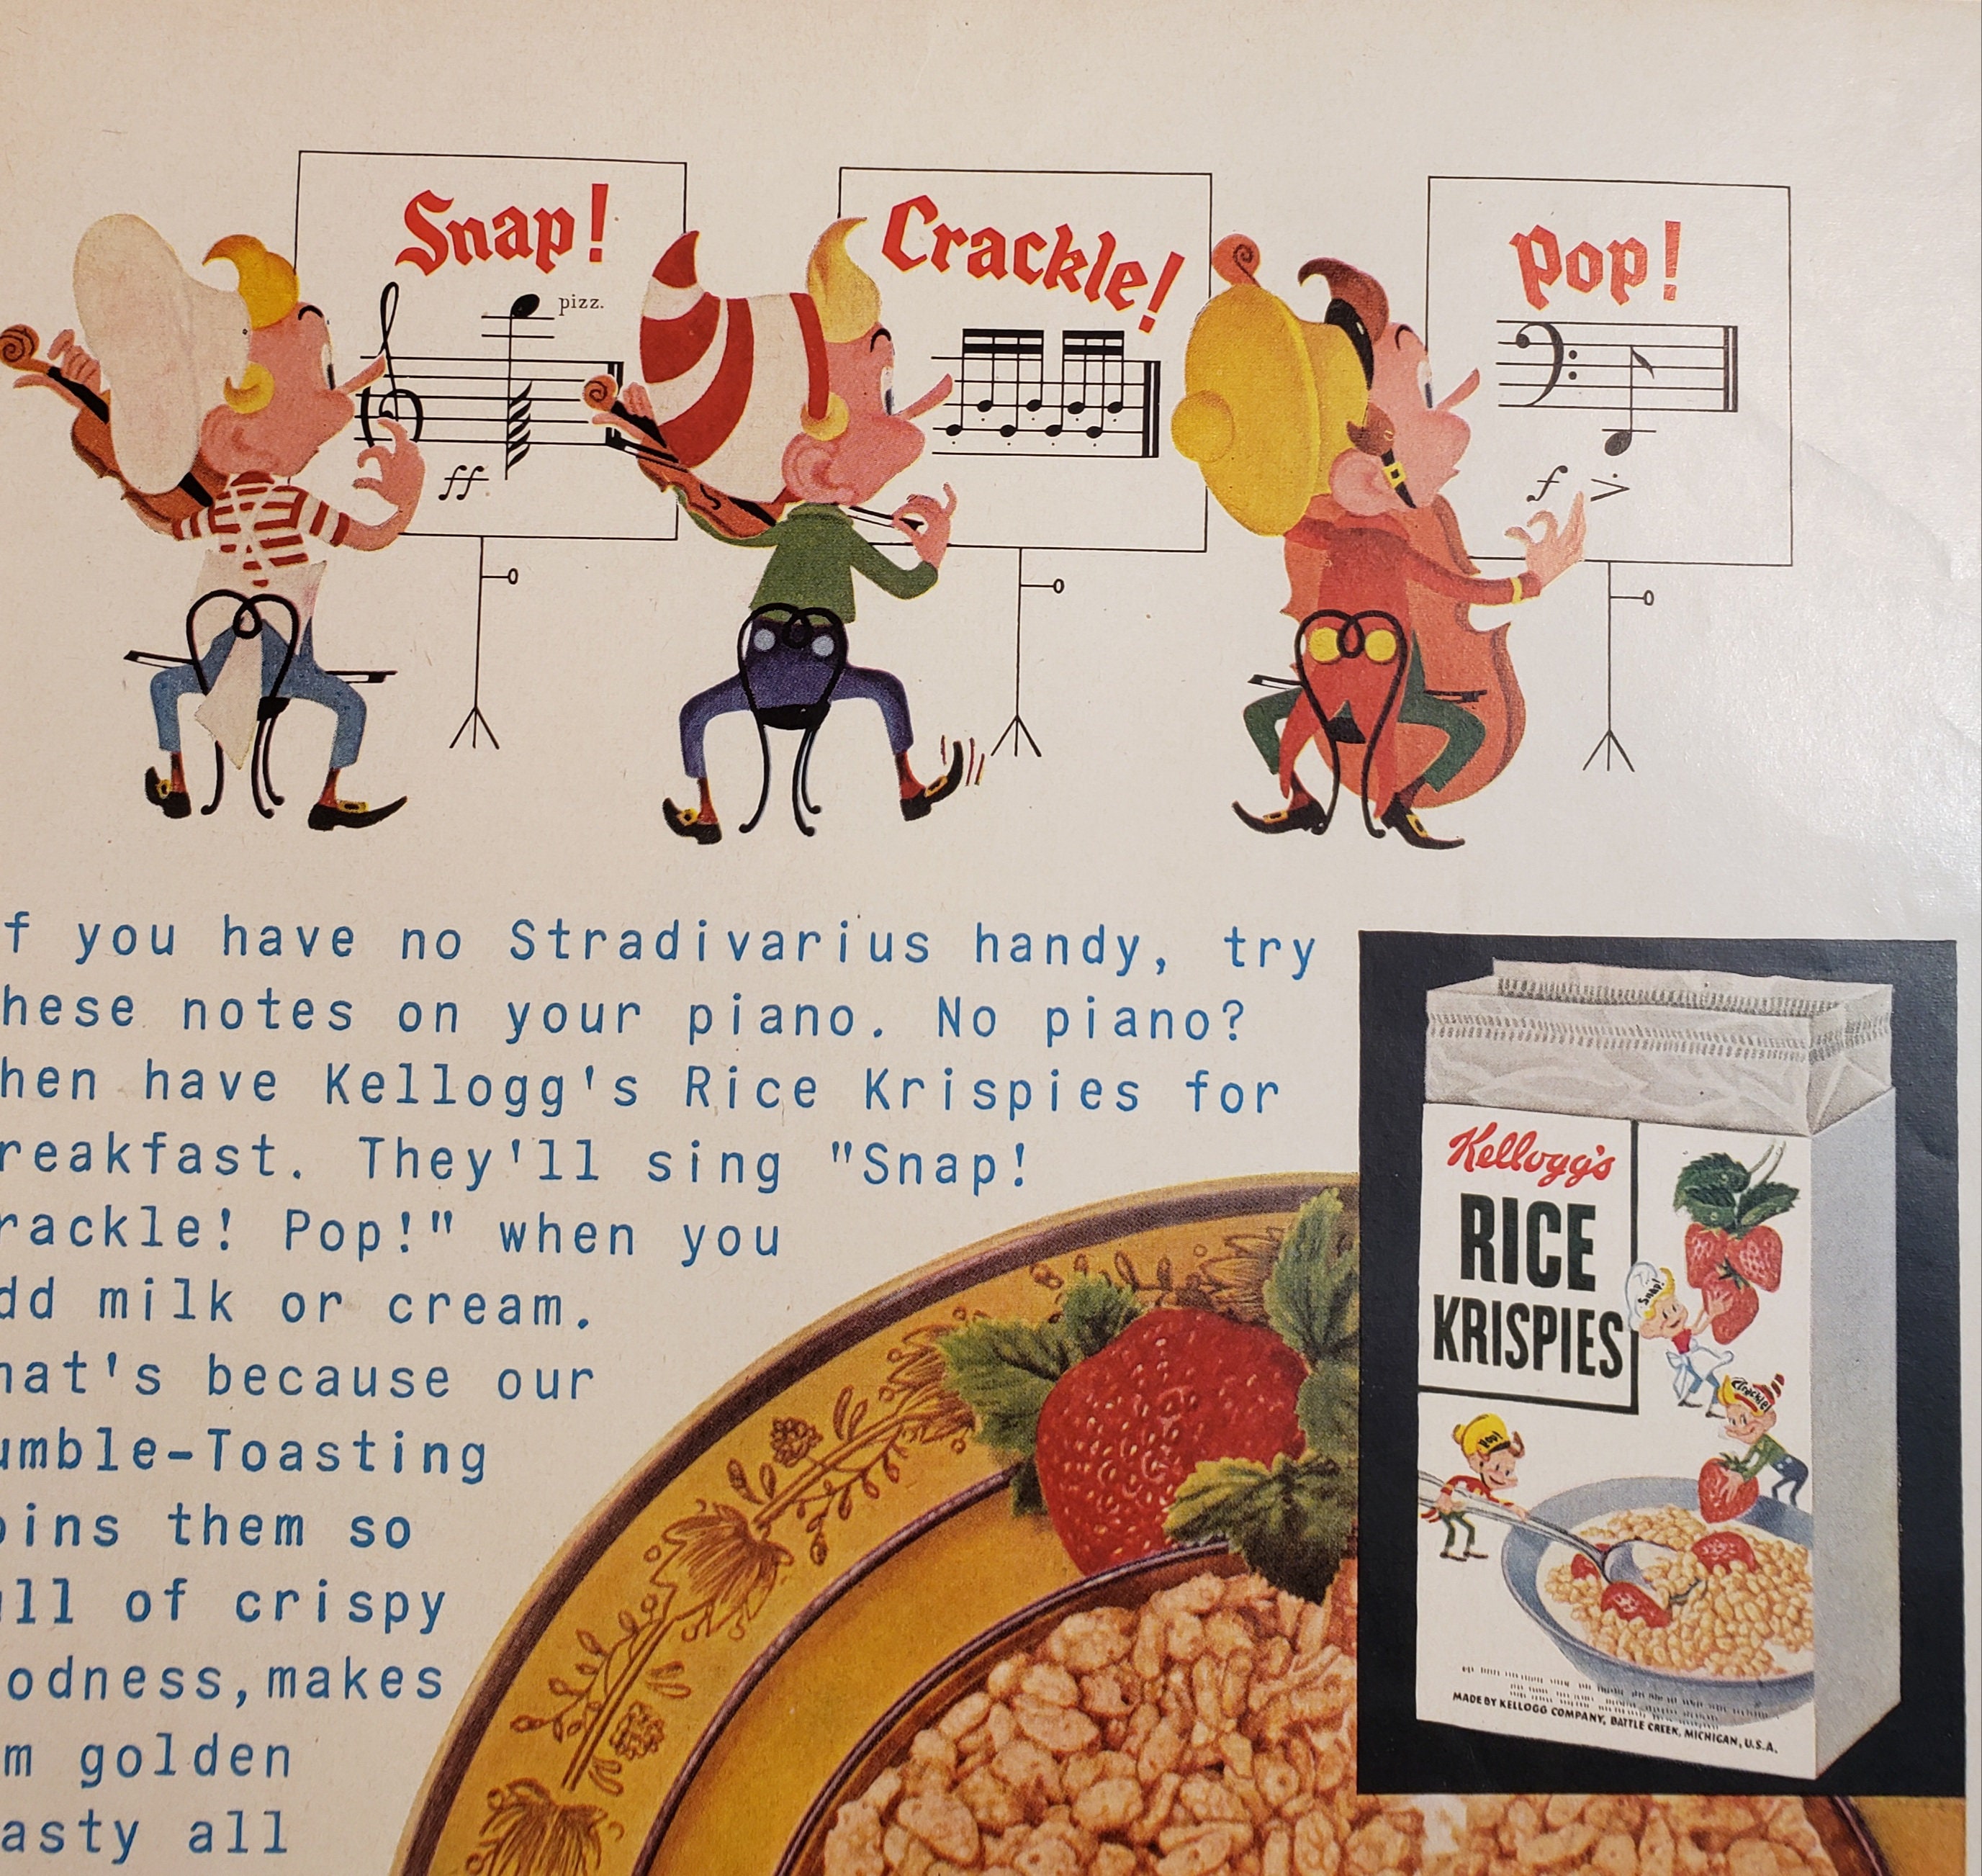 Snap!
Crackle!
Pop!
pizz.
ff
f
f you have no Stradivarius handy, try
hese notes on your piano. No piano?
hen have Kellogg's Rice Krispies for
reakfast. They'll sing "Snap!
rackle! Pop!" when you
dd milk or cream.
hat's because our
umble-Toasting
oins them so
ull of crispy
odness,makes
m golden
asty all
Kellogg's
RICE
KRISPIES
Snap!
Crackle!
Pop!
MADE BY KELLOGG COMPANY, BATTLE CREEK, MICHIGAN, U.S.A.